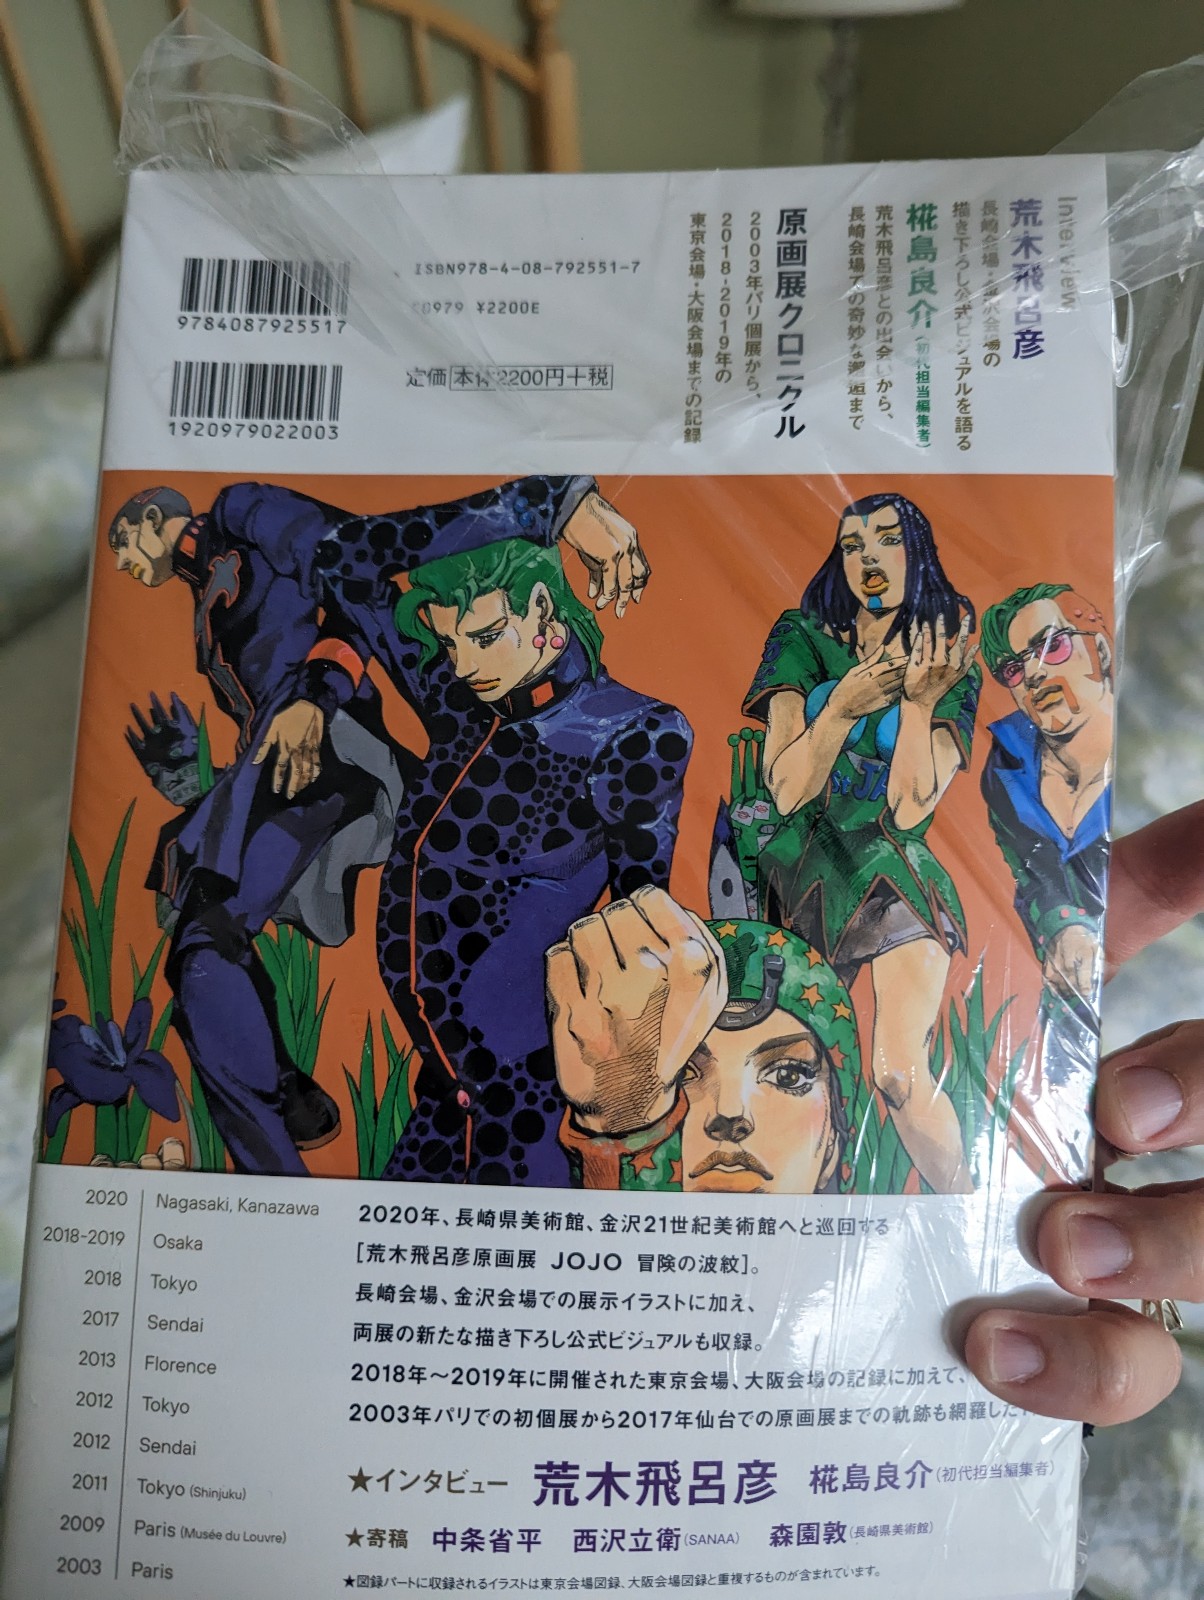 Interview
荒木飛呂彦
長崎会場・金沢会場の
描き下ろし公式ビジュアルを語る
椛島良介(初代担当編集者)
荒木飛呂彦との出会いから、
長崎会場での奇妙な邂逅まで
原画展クロニクル
2003年パリ個展から、
2018-2019年の
東京会場・大阪会場までの記録
ISBN978-4-08-792551-7
¥2200E
9784087925517
定価 本体2200円+税
1920979022003
2020 Nagasaki, Kanazawa
2018-2019 Osaka
2018 Tokyo
2017 Sendai
2013 Florence
2012 Tokyo
2012 Sendai
2011 Tokyo (Shinjuku)
2009 Paris (Musée du Louvre)
2003 Paris
2020年、長崎県美術館、金沢21世紀美術館へと巡回する
[荒木飛呂彦原画展 JOJO 冒険の波紋]。
長崎会場、金沢会場での展示イラストに加え、
両展の新たな描き下ろし公式ビジュアルも収録。
2018年〜2019年に開催された東京会場、大阪会場の記録に加えて、
2003年パリでの初個展から2017年仙台での原画展までの軌跡も網羅した
★インタビュー 荒木飛呂彦 椛島良介(初代担当編集者)
★寄稿 中条省平 西沢立衛(SANAA) 森園敦(長崎県美術館)
★図録パートに収録されるイラストは東京会場図録、大阪会場図録と重複するものが含まれています。